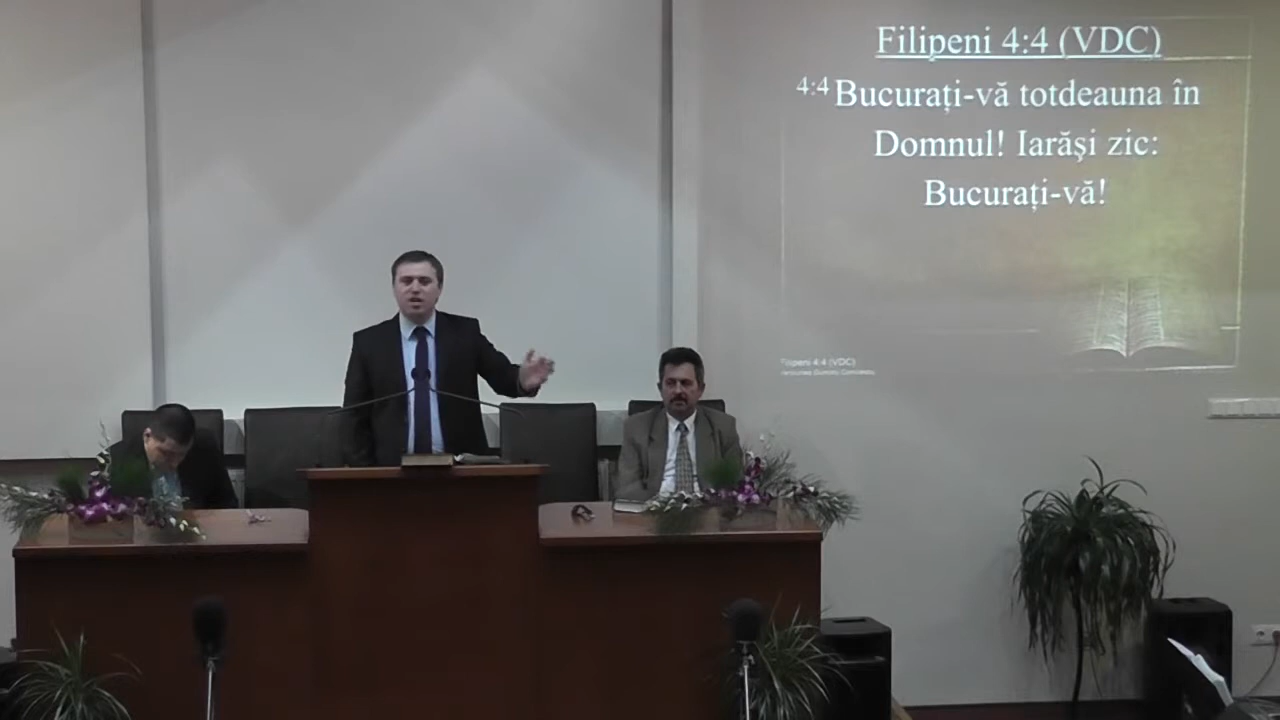 Filipeni 4:4 (VDC)
4:4 Bucurați-vă totdeauna în
Domnul! Iarăşi zic:
Bucurați-vă!
Filipeni 4:4 (VDC)